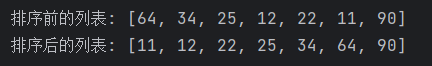 排序前的列表: [64, 34, 25, 12, 22, 11, 90]
排序后的列表: [11, 12, 22, 25, 34, 64, 90]